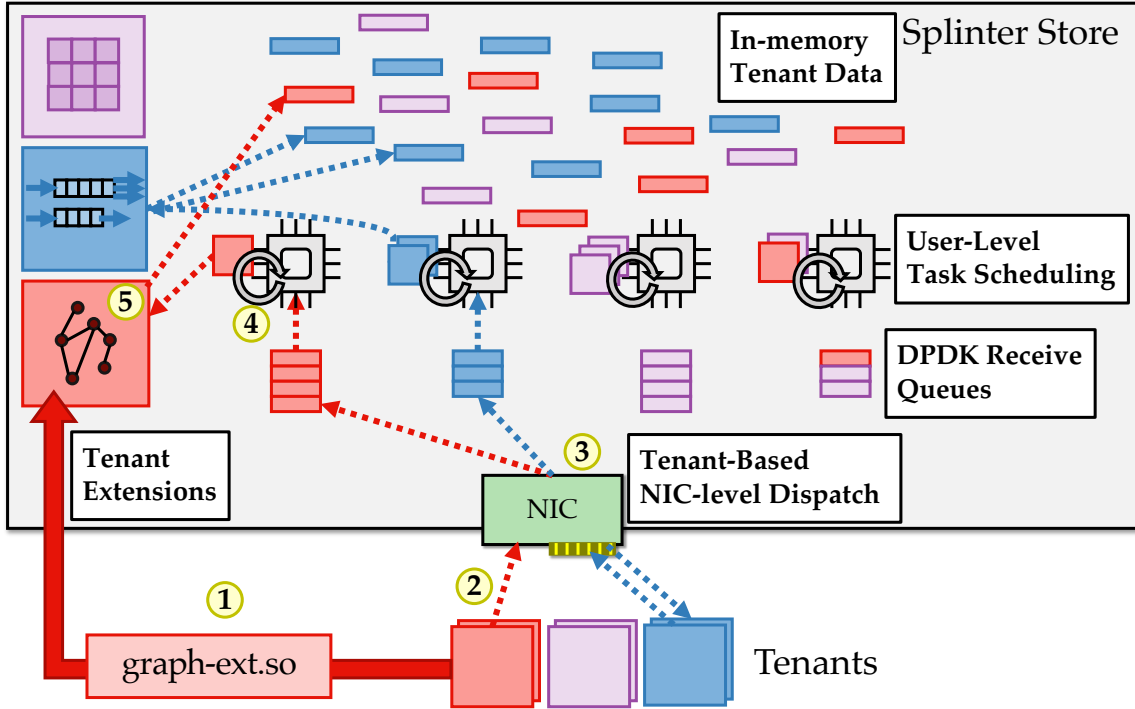 In-memory
Tenant Data
Splinter Store
User-Level
Task Scheduling
5
4
DPDK Receive
Queues
3
Tenant
Extensions
Tenant-Based
NIC-level Dispatch
NIC
2
1
graph-ext.so
Tenants